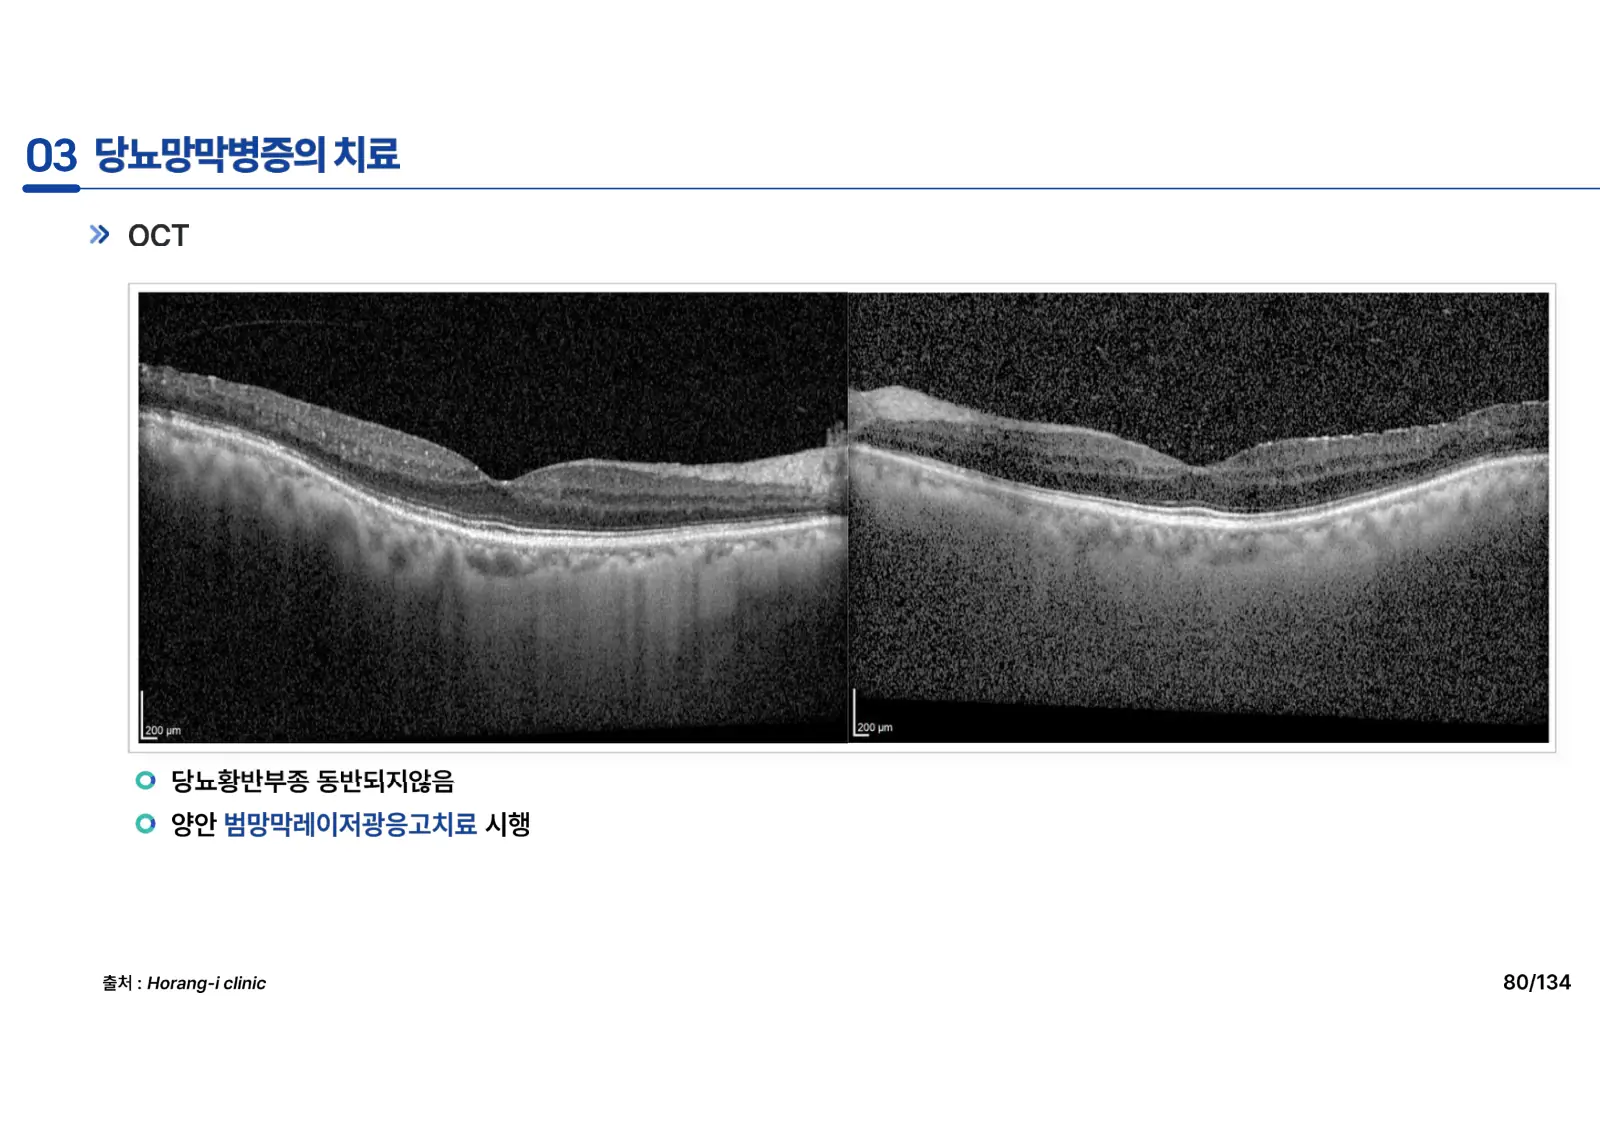 03 당뇨망막병증의 치료
OCT
200 µm
200 µm
당뇨황반부종 동반되지않음
양안 범망막레이저광응고치료 시행
출처 : Horang-i clinic
80/134